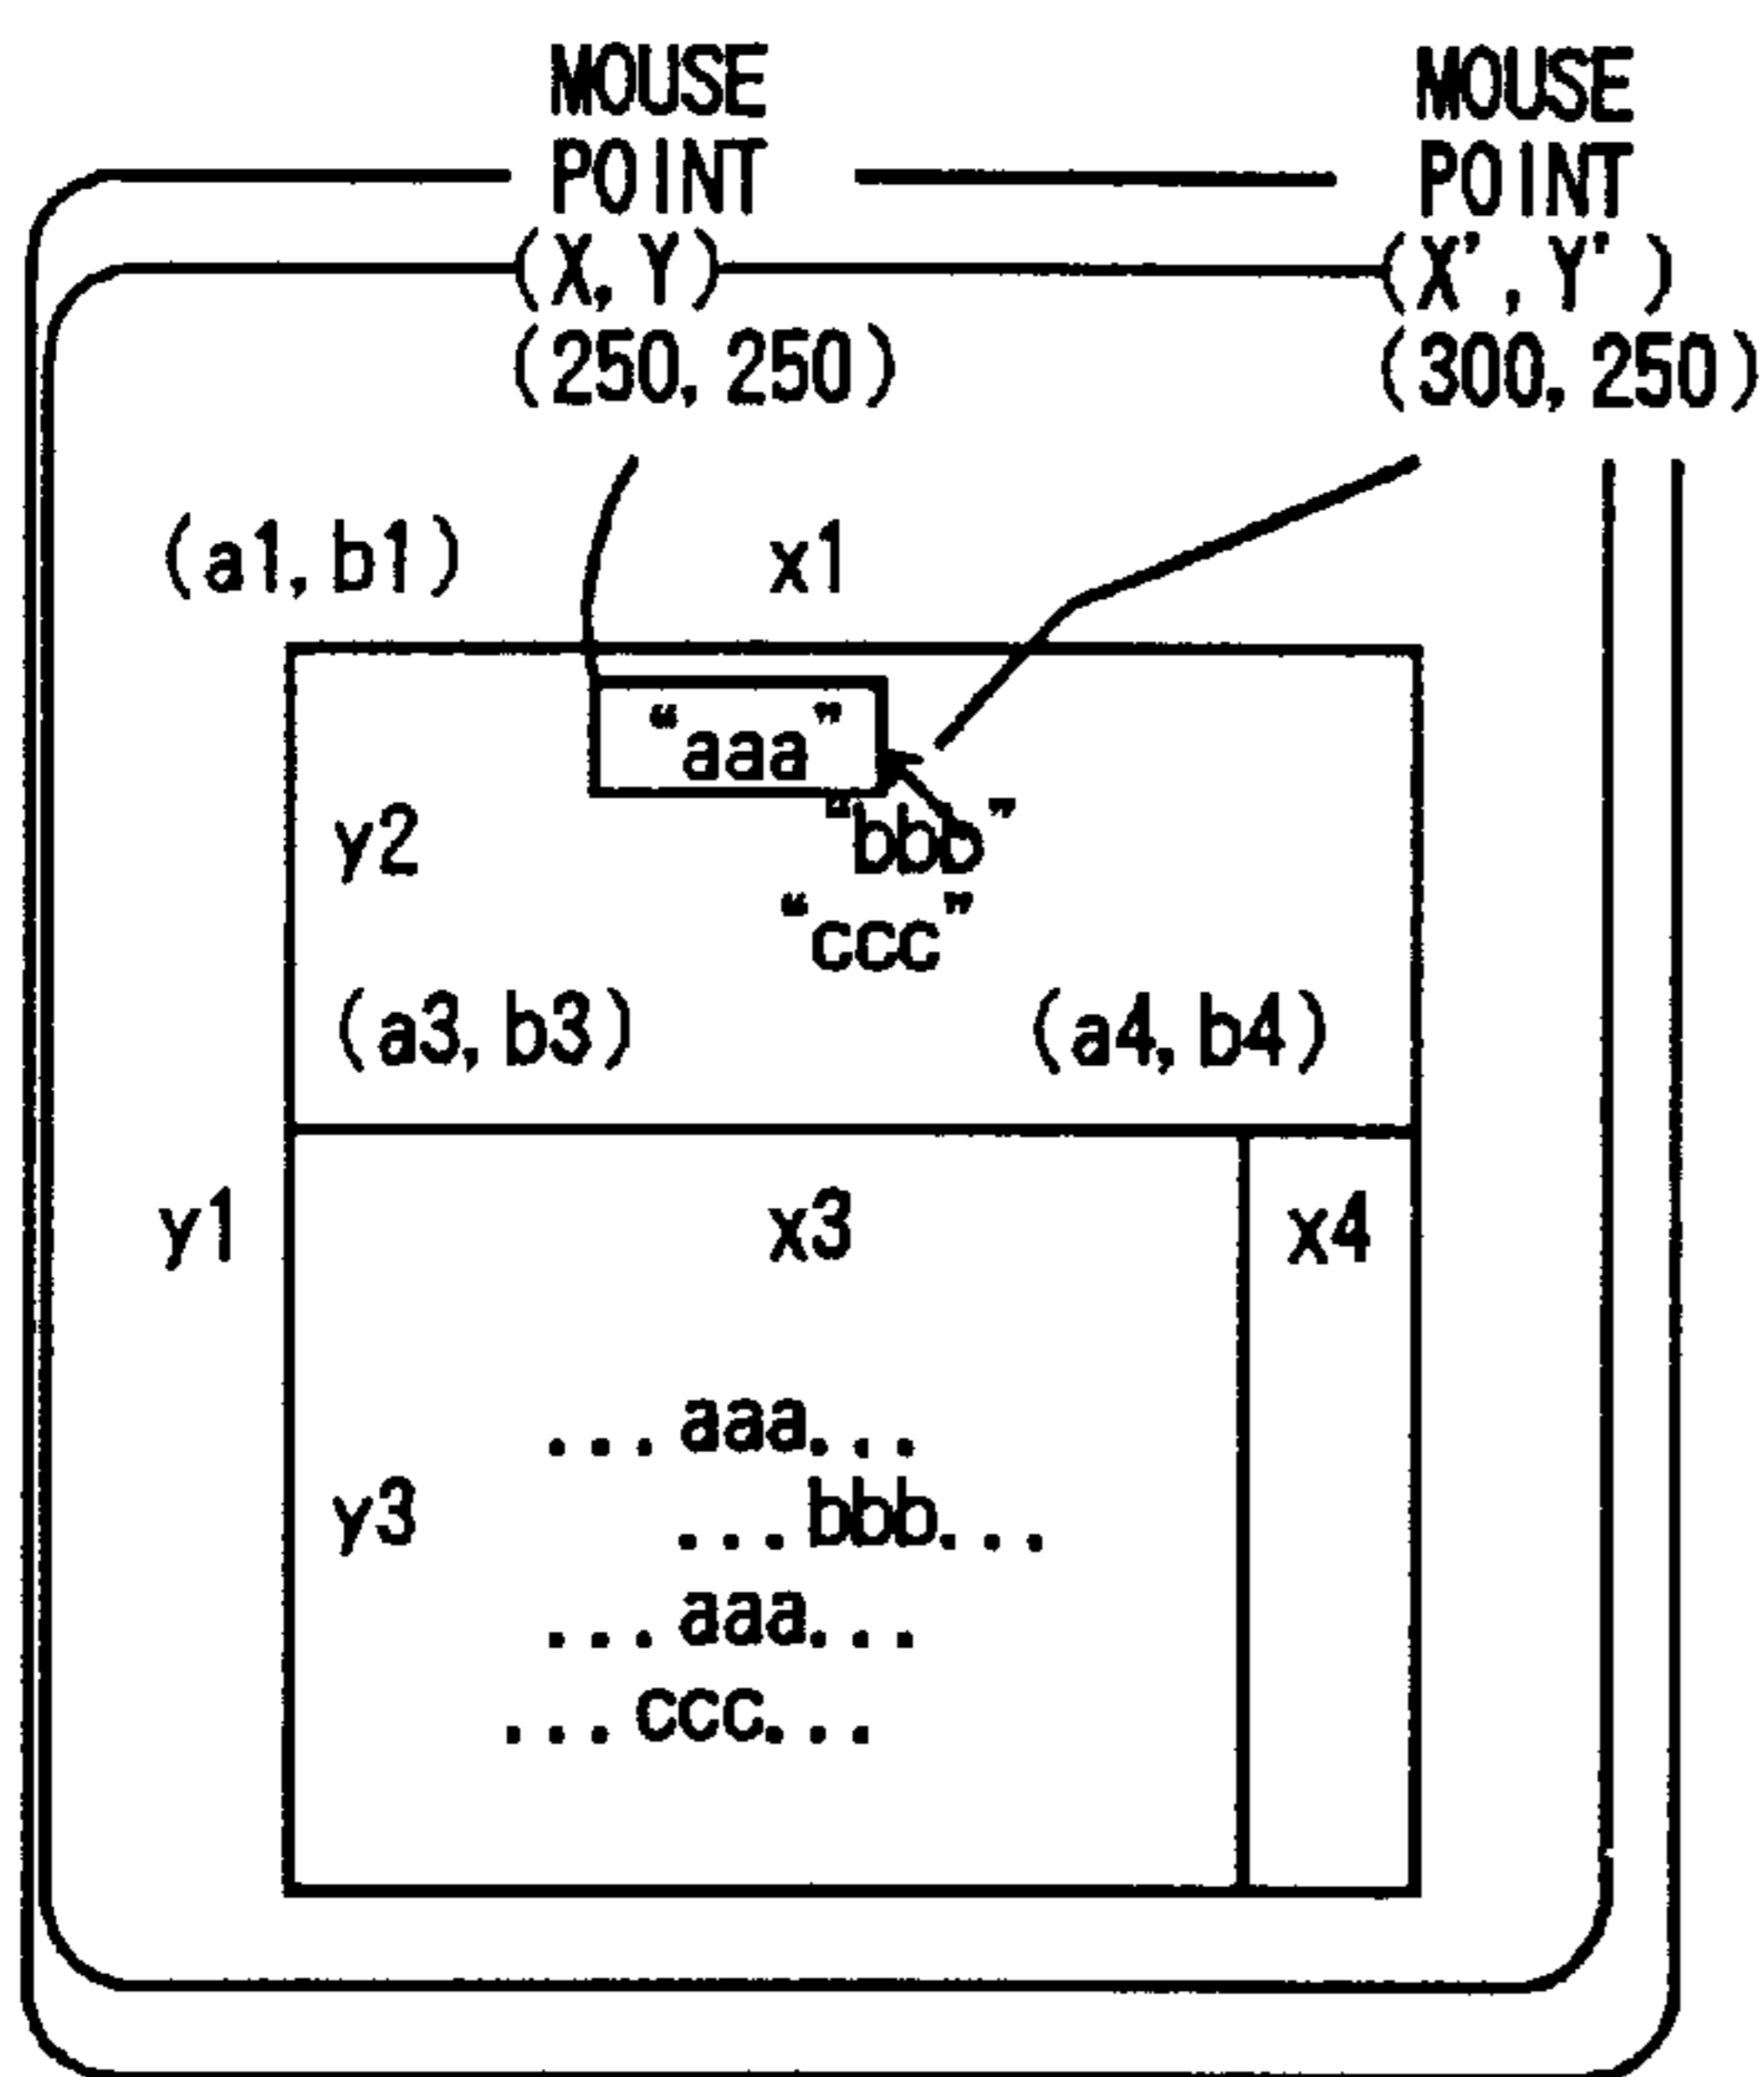 MOUSE MOUSE
POINT POINT
(X, Y) (X', Y')
(250, 250) (300, 250)
(a1, b1) x1
“aaa”
y2 “bbb”
“ccc”
(a3, b3) (a4, b4)
y1 x3 x4
...aaa...
y3 ...bbb...
...aaa...
...ccc...